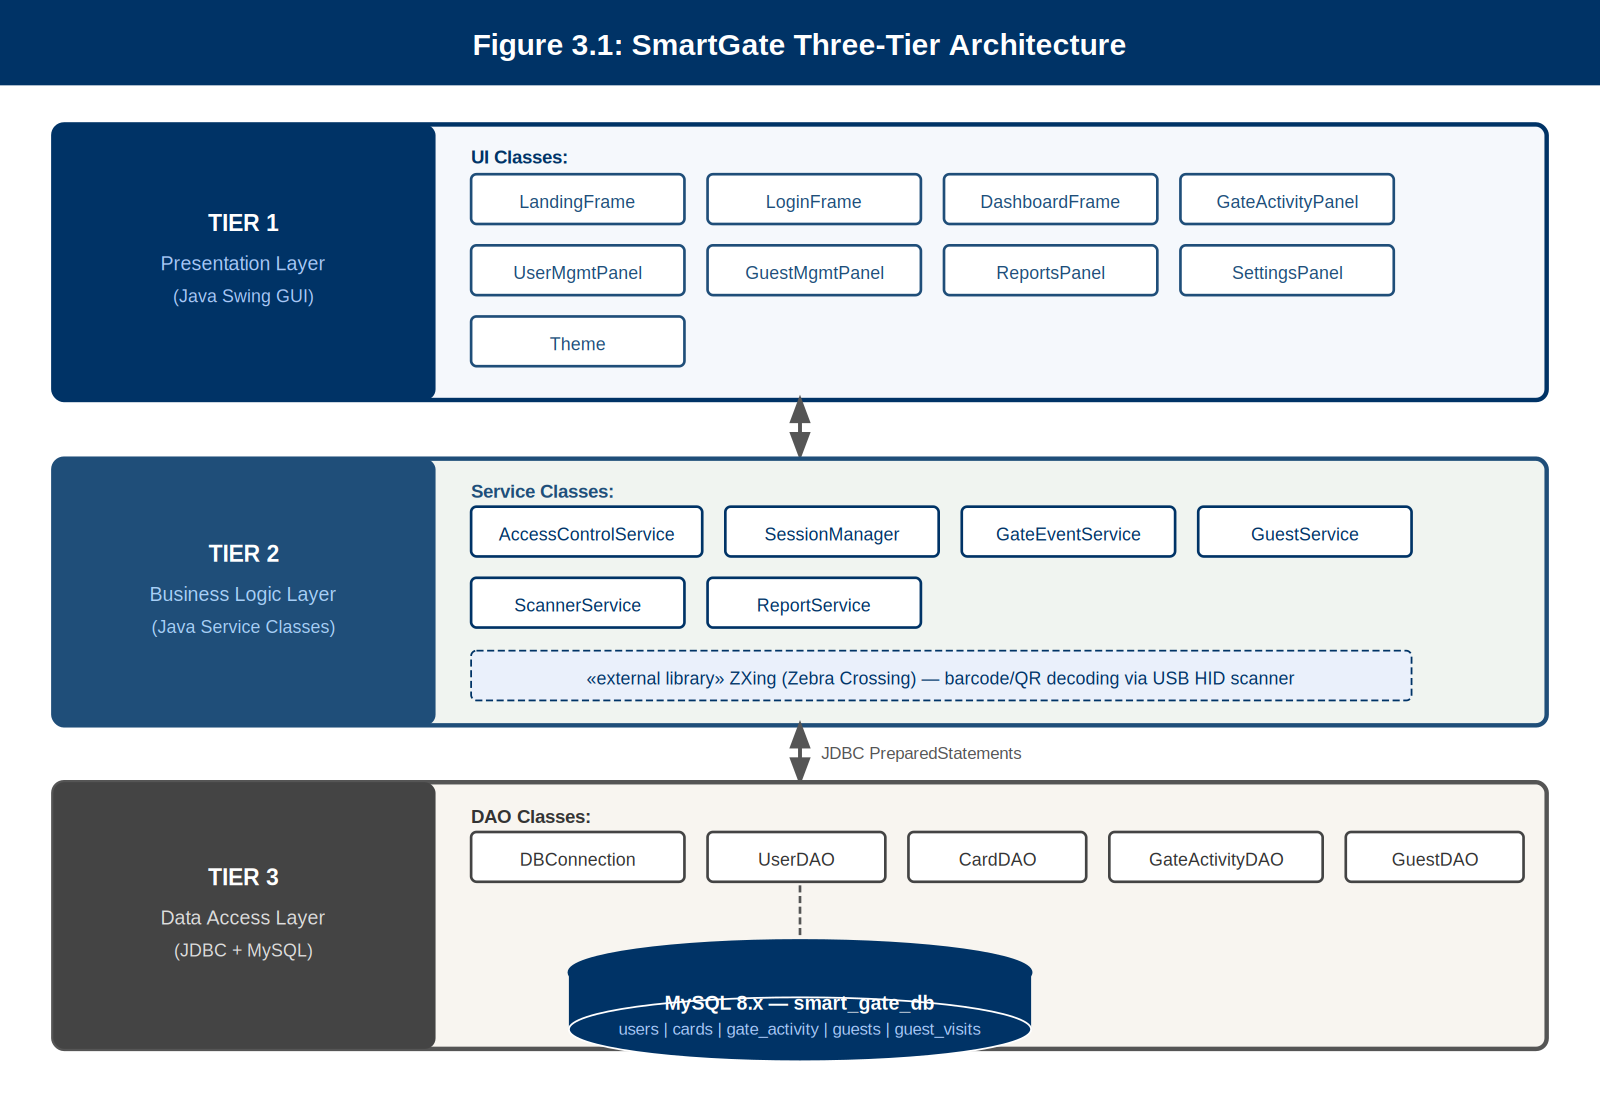 Figure 3.1: SmartGate Three-Tier Architecture
TIER 1
Presentation Layer
(Java Swing GUI)
UI Classes:
LandingFrame LoginFrame DashboardFrame GateActivityPanel
UserMgmtPanel GuestMgmtPanel ReportsPanel SettingsPanel
Theme
TIER 2
Business Logic Layer
(Java Service Classes)
Service Classes:
AccessControlService SessionManager GateEventService GuestService
ScannerService ReportService
«external library» ZXing (Zebra Crossing) — barcode/QR decoding via USB HID scanner
JDBC PreparedStatements
TIER 3
Data Access Layer
(JDBC + MySQL)
DAO Classes:
DBConnection UserDAO CardDAO GateActivityDAO GuestDAO
MySQL 8.x — smart_gate_db
users | cards | gate_activity | guests | guest_visits